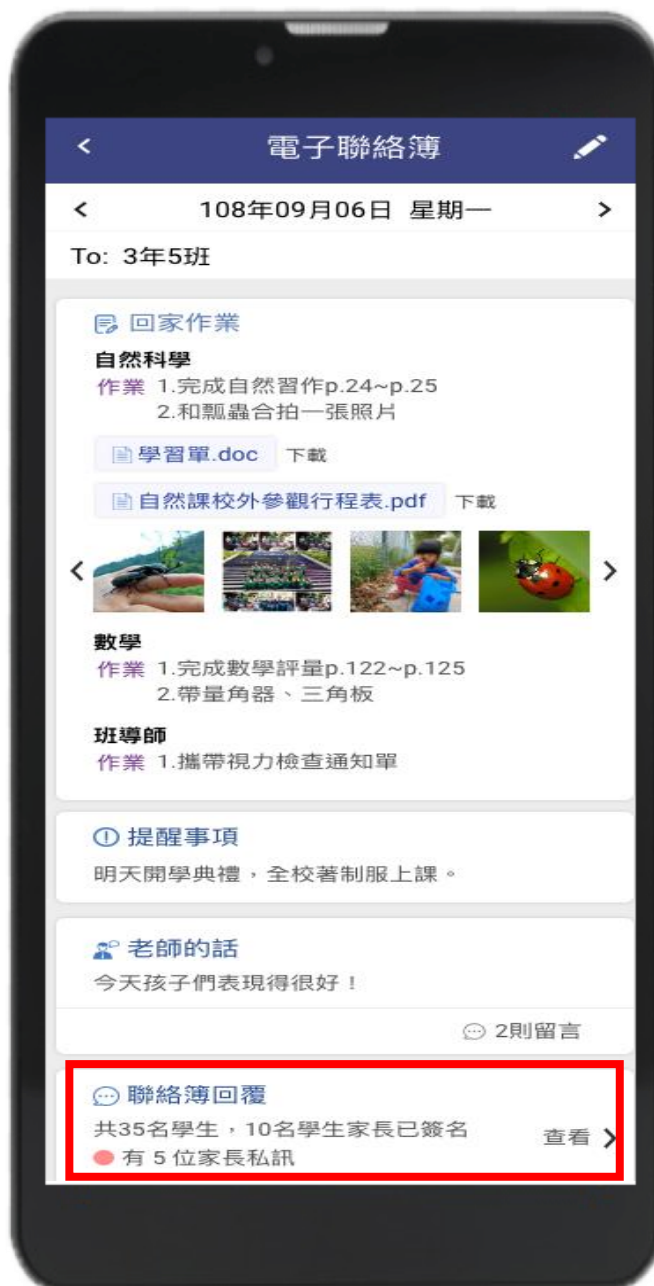 電子聯絡簿
108年09月06日 星期一
To: 3年5班
回家作業
自然科學
作業 1.完成自然習作p.24~p.25
2.和瓢蟲合拍一張照片
學習單.doc 下載
自然課校外參觀行程表.pdf 下載
數學
作業 1.完成數學評量p.122~p.125
2.帶量角器、三角板
班導師
作業 1.攜帶視力檢查通知單
提醒事項
明天開學典禮，全校著制服上課。
老師的話
今天孩子們表現得很好！
2則留言
聯絡簿回覆
共35名學生，10名學生家長已簽名 查看
有 5 位家長私訊